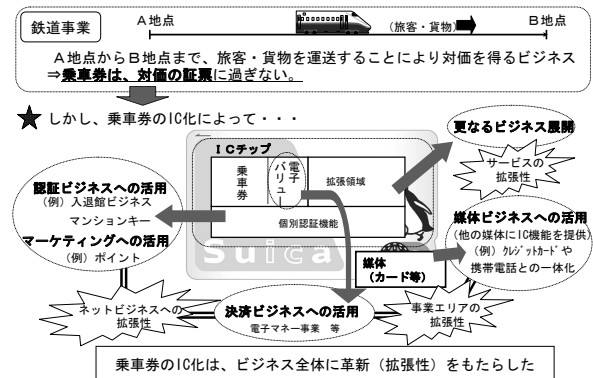 鉄道事業
A地点
B地点
(旅客・貨物)
A地点からB地点まで、旅客・貨物を運送することにより対価を得るビジネス
⇒乗車券は、対価の証票に過ぎない。
★ しかし、乗車券のIC化によって・・・
更なるビジネス展開
サービスの
拡張性
ICチップ
乗車券
電子バリュー
拡張領域
個別認証機能
Suica
認証ビジネスへの活用
(例) 入退館ビジネス
マンションキー
マーケティングへの活用
(例) ポイント
媒体ビジネスへの活用
(他の媒体にIC機能を提供)
(例) クレジットカードや
携帯電話との一体化
媒体
(カード等)
ネットビジネスへの
拡張性
決済ビジネスへの活用
電子マネー事業 等
事業エリアの
拡張性
乗車券のIC化は、ビジネス全体に革新(拡張性)をもたらした